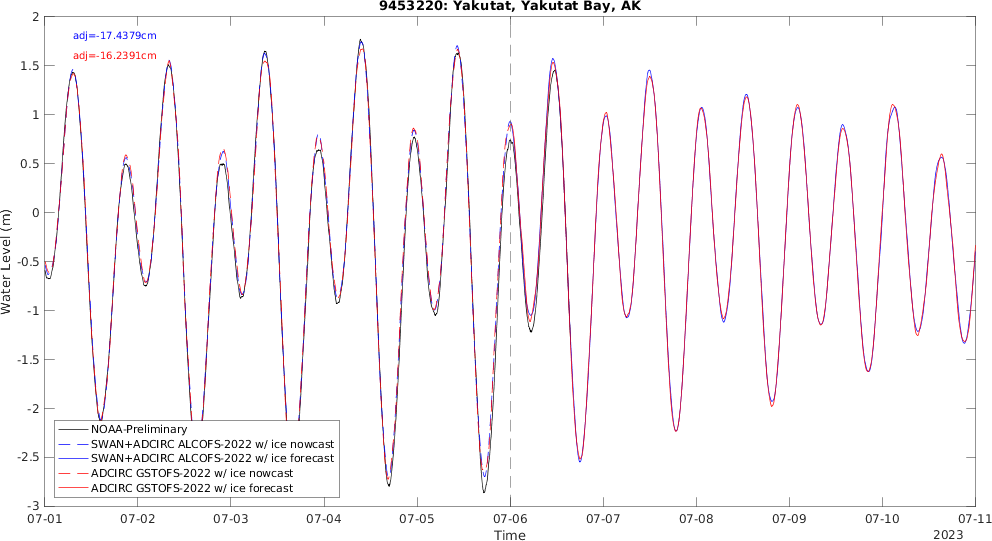 9453220: Yakutat, Yakutat Bay, AK
adj=-17.4379cm
adj=-16.2391cm
Water Level (m)
2
1.5
1
0.5
0
-0.5
-1
-1.5
-2
-2.5
-3
NOAA-Preliminary
SWAN+ADCIRC ALCOFS-2022 w/ ice nowcast
SWAN+ADCIRC ALCOFS-2022 w/ ice forecast
ADCIRC GSTOFS-2022 w/ ice nowcast
ADCIRC GSTOFS-2022 w/ ice forecast
07-01 07-02 07-03 07-04 07-05 07-06 07-07 07-08 07-09 07-10 07-11
Time
2023